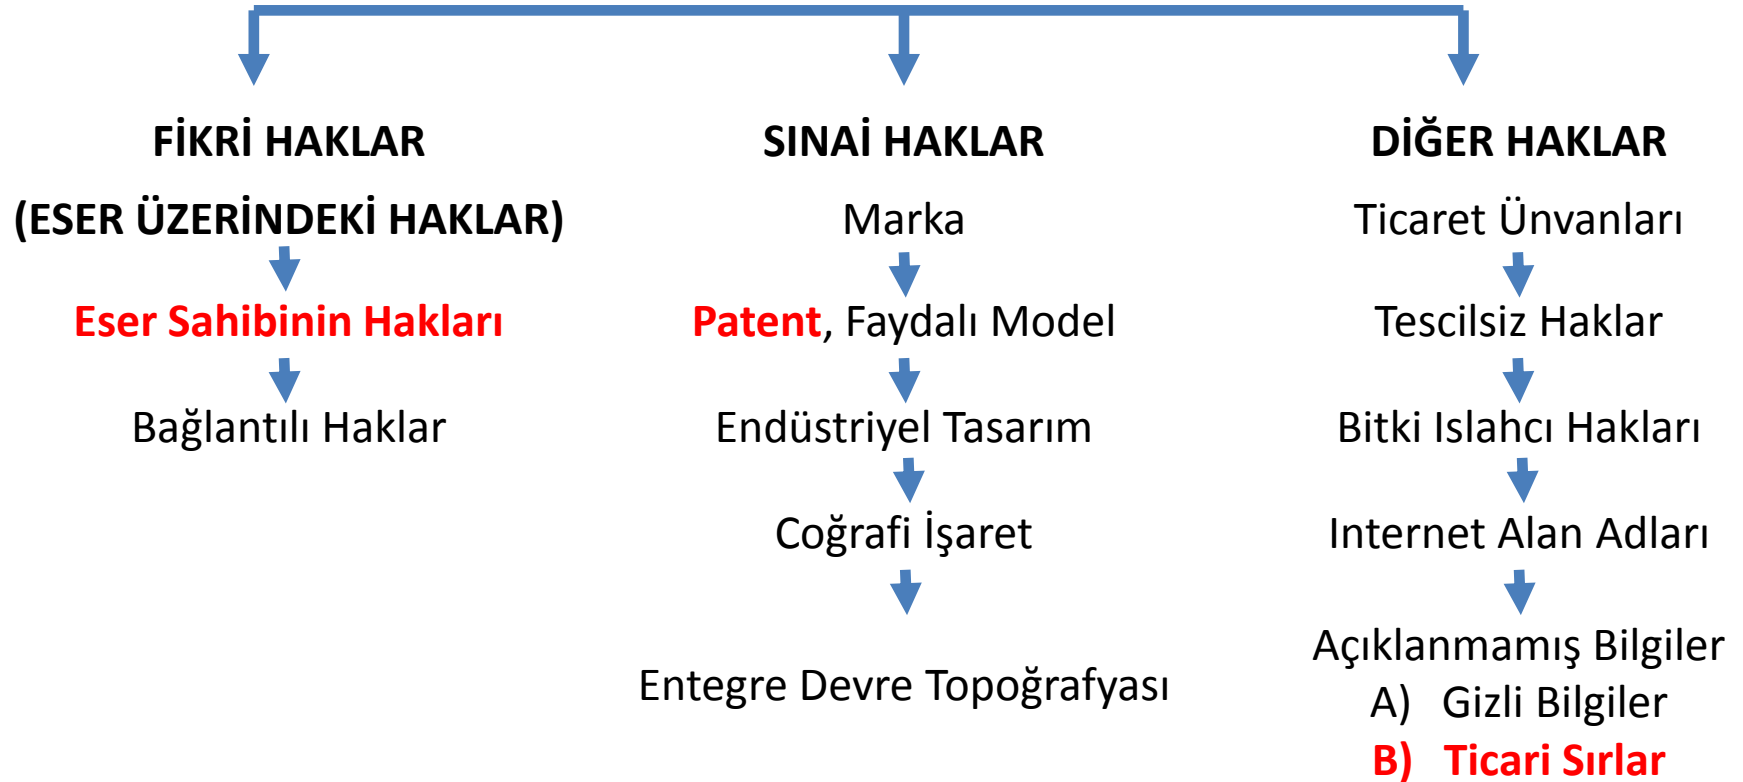 FİKRİ HAKLAR
(ESER ÜZERİNDEKİ HAKLAR)
Eser Sahibinin Hakları
Bağlantılı Haklar
SINAİ HAKLAR
Marka
Patent, Faydalı Model
Endüstriyel Tasarım
Coğrafi İşaret
Entegre Devre Topoğrafyası
DİĞER HAKLAR
Ticaret Ünvanları
Tescilsiz Haklar
Bitki Islahcı Hakları
Internet Alan Adları
Açıklanmamış Bilgiler
A) Gizli Bilgiler
B) Ticari Sırlar